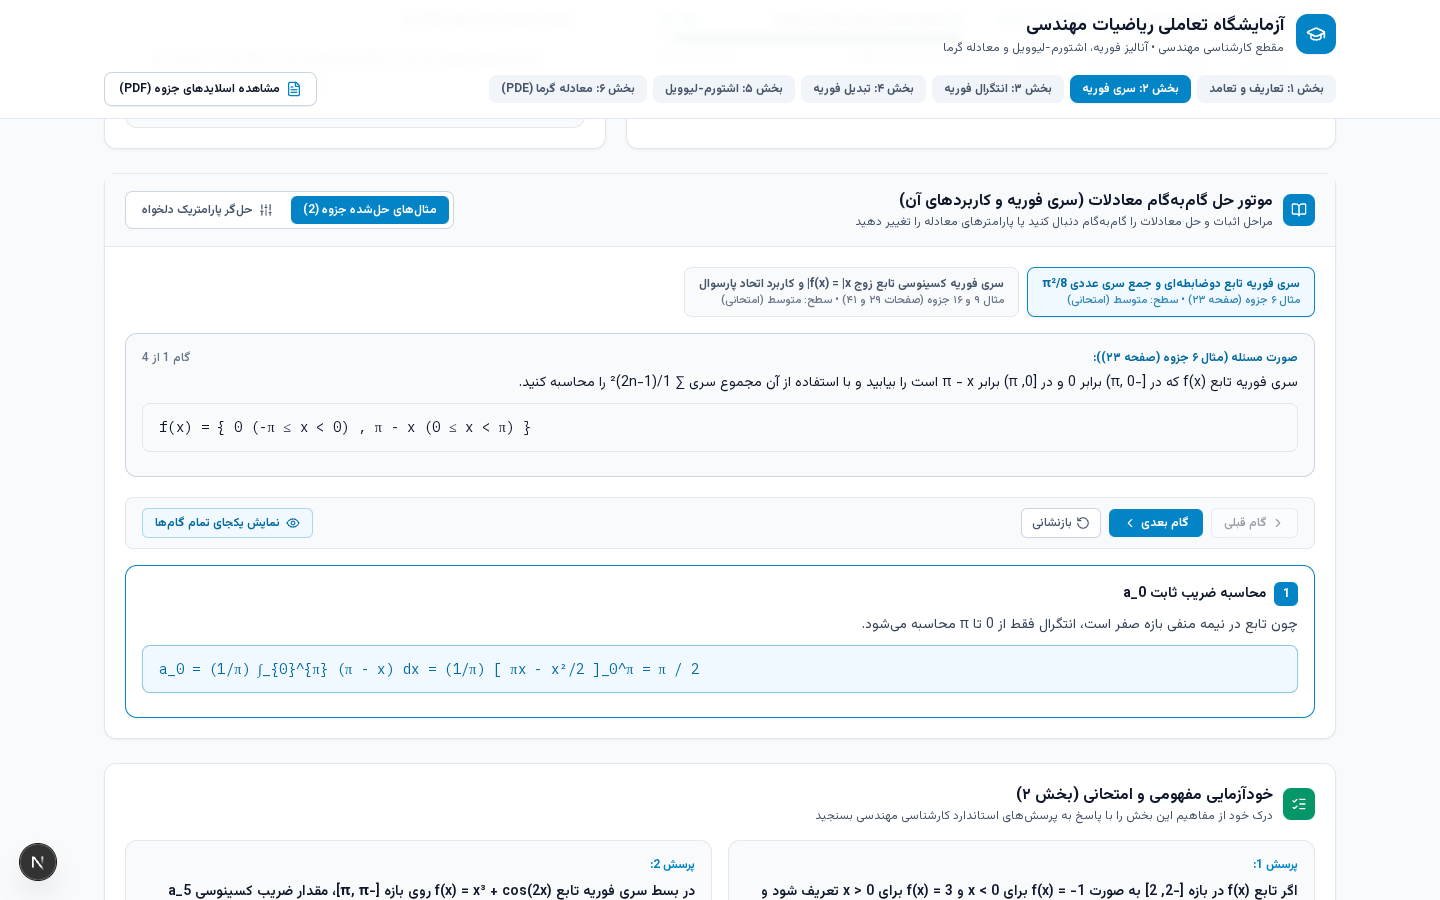 آزمایشگاه تعاملی ریاضیات مهندسی
مقطع کارشناسی مهندسی • آنالیز فوریه، اشتورم-لیوویل و معادله گرما
بخش ۱: تعاریف و تعامد
بخش ۲: سری فوریه
بخش ۳: انتگرال فوریه
بخش ۴: تبدیل فوریه
بخش ۵: اشتورم-لیوویل
بخش ۶: معادله گرما (PDE)
مشاهده اسلایدهای جزوه (PDF)
موتور حل گام‌به‌گام معادلات (سری فوریه و کاربردهای آن)
مراحل اثبات و حل معادلات را گام‌به‌گام دنبال کنید یا پارامترهای معادله را تغییر دهید
مثال‌های حل‌شده جزوه (2)
حل‌گر پارامتریک دلخواه
سری فوریه تابع دوضابطه‌ای و جمع سری عددی π²/8
مثال ۶ جزوه (صفحه ۲۳) • سطح: متوسط (امتحانی)
سری فوریه کسینوسی تابع زوج f(x) = |x| و کاربرد اتحاد پارسوال
مثال ۹ و ۱۶ جزوه (صفحات ۲۹ و ۴۱) • سطح: متوسط (امتحانی)
صورت مسئله (مثال ۶ جزوه (صفحه ۲۳)):
گام 1 از 4
سری فوریه تابع f(x) که در [-π, 0) برابر 0 و در [0, π) برابر π - x است را بیابید و با استفاده از آن مجموع سری ∑ 1/(2n-1)² را محاسبه کنید.
f(x) = { 0 (-π ≤ x < 0) , π - x (0 ≤ x < π) }
گام قبلی
گام بعدی
بازنشانی
نمایش یکجای تمام گام‌ها
1
محاسبه ضریب ثابت a_0
چون تابع در نیمه منفی بازه صفر است، انتگرال فقط از 0 تا π محاسبه می‌شود.
a_0 = (1/π) ∫_{0}^{π} (π - x) dx = (1/π) [ πx - x²/2 ]_0^π = π / 2
خودآزمایی مفهومی و امتحانی (بخش ۲)
درک خود از مفاهیم این بخش را با پاسخ به پرسش‌های استاندارد کارشناسی مهندسی بسنجید
پرسش 1:
اگر تابع f(x) در بازه [-2, 2] به صورت f(x) = -1 برای x < 0 و f(x) = 3 برای x > 0 تعریف شود و
پرسش 2:
در بسط سری فوریه تابع f(x) = x³ + cos(2x) روی بازه [-π, π]، مقدار ضریب کسینوسی a_5